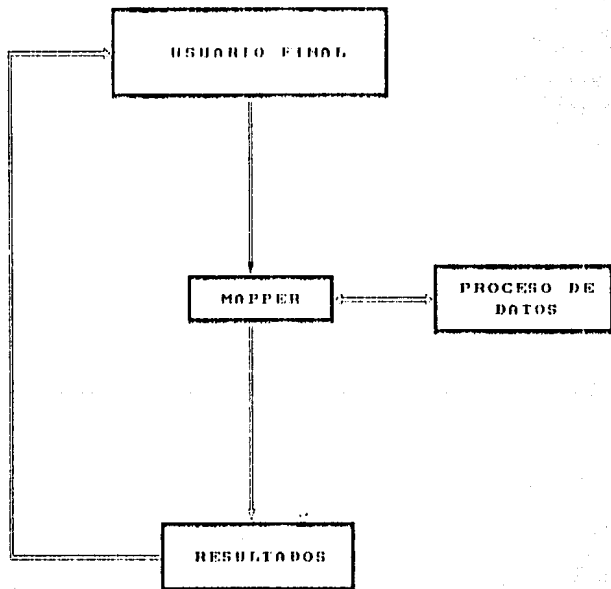 USUARIO FINAL
MAPPER
PROCESO DE
DATOS
RESULTADOS